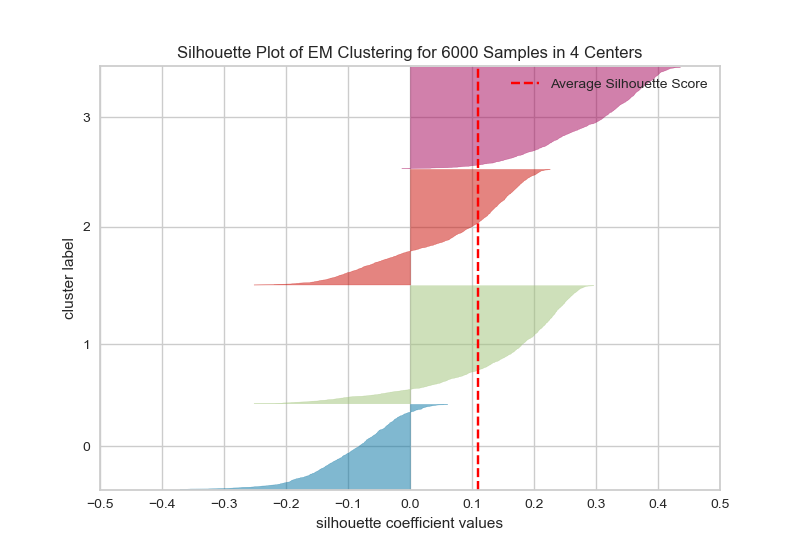 Silhouette Plot of EM Clustering for 6000 Samples in 4 Centers
Average Silhouette Score
cluster label
3
2
1
0
−0.5 −0.4 −0.3 −0.2 −0.1 0.0 0.1 0.2 0.3 0.4 0.5
silhouette coefficient values